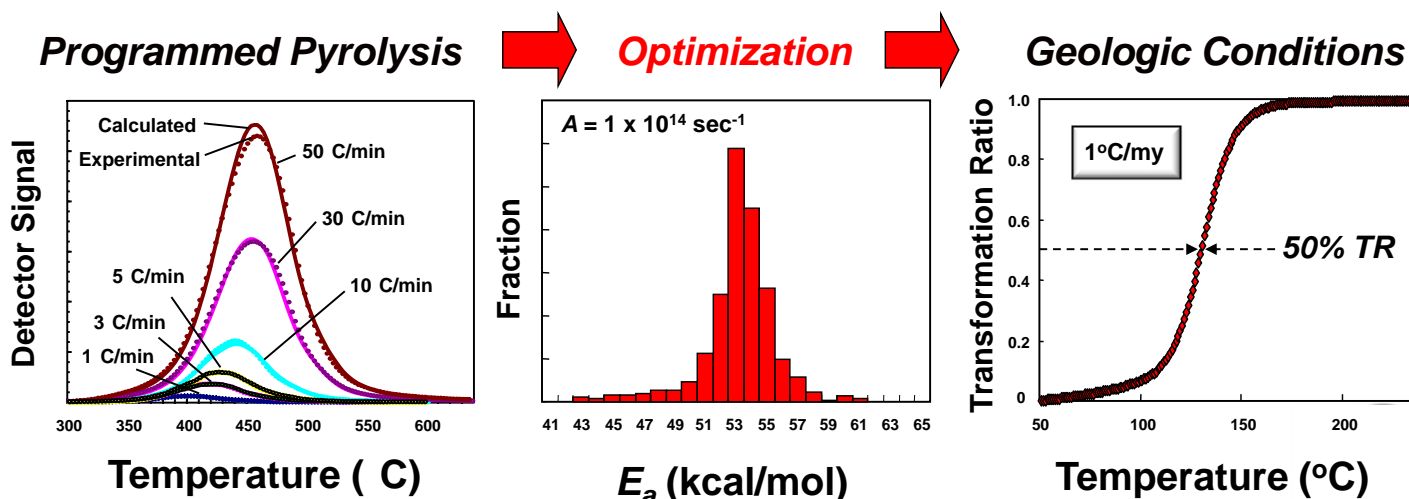 Programmed Pyrolysis
Optimization
Geologic Conditions
Detector Signal
Calculated
Experimental
50 C/min
30 C/min
10 C/min
5 C/min
3 C/min
1 C/min
300 350 400 425 450 500 550 600
Temperature ( C)
Fraction
A = 1 x 10¹⁴ sec⁻¹
41 43 45 47 49 51 53 55 57 59 61 63 65
Eₐ (kcal/mol)
Transformation Ratio
1.0
0.8
0.6
0.4
0.2
0
1°C/my
50% TR
50 100 150 200
Temperature (°C)